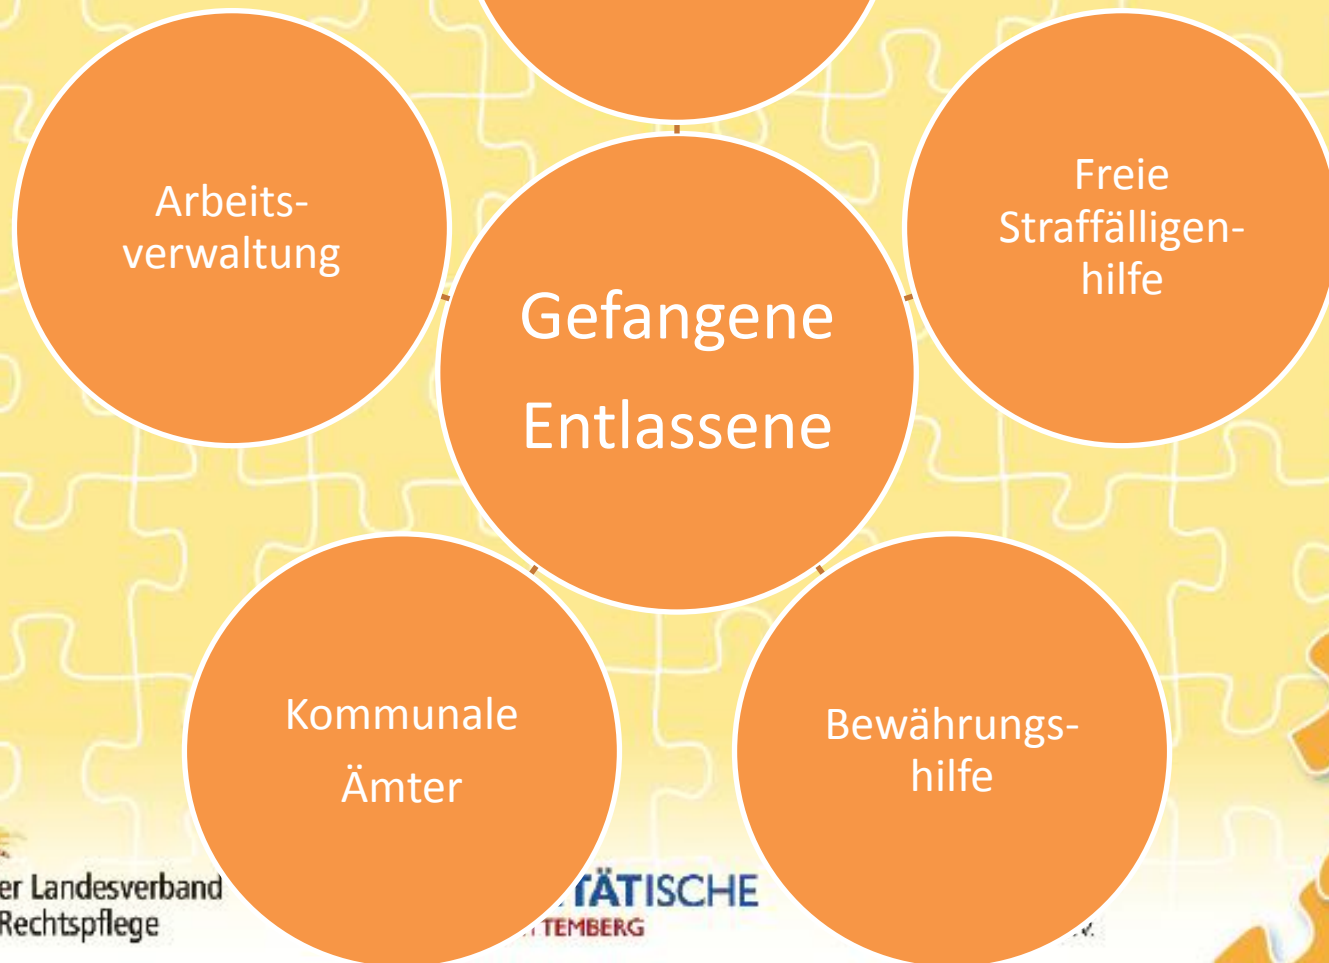 Arbeits-
verwaltung
Freie
Straffälligen-
hilfe
Gefangene
Entlassene
Kommunale
Ämter
Bewährungs-
hilfe
er Landesverband
Rechtspflege
TÄTISCHE
TEMBERG